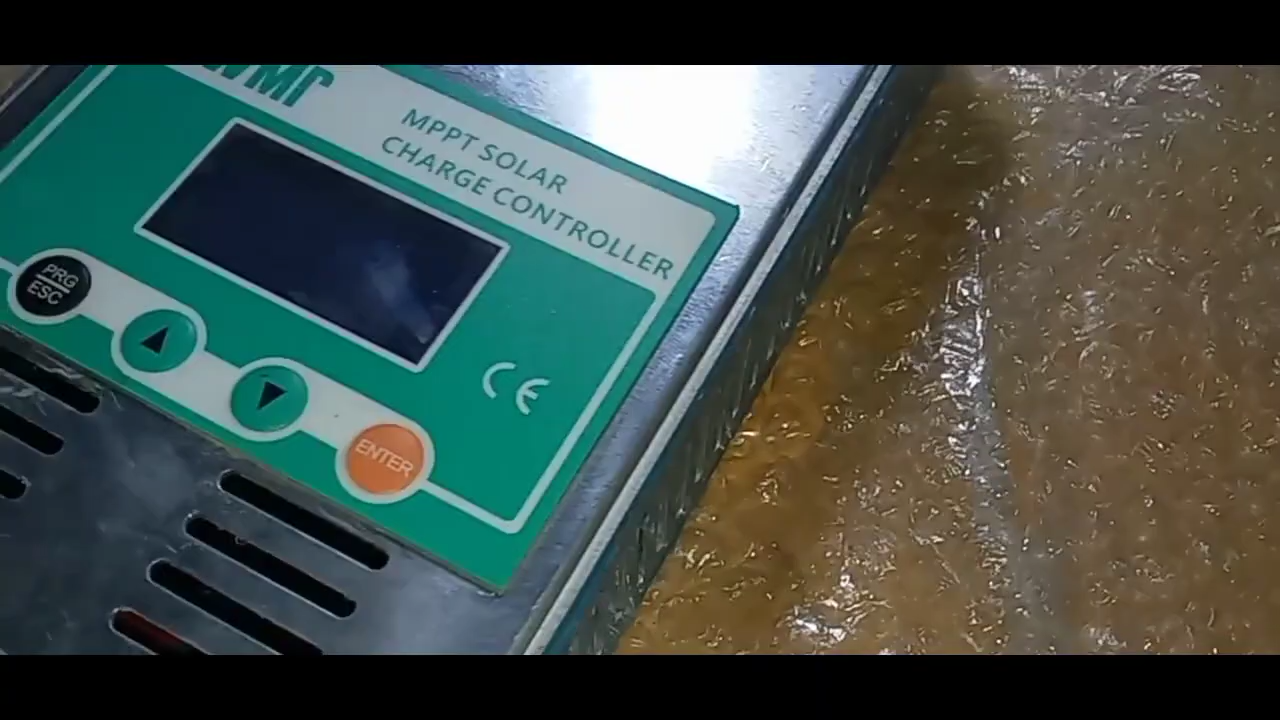 MPPT SOLAR
CHARGE CONTROLLER
PRG
ESC
CE
ENTER